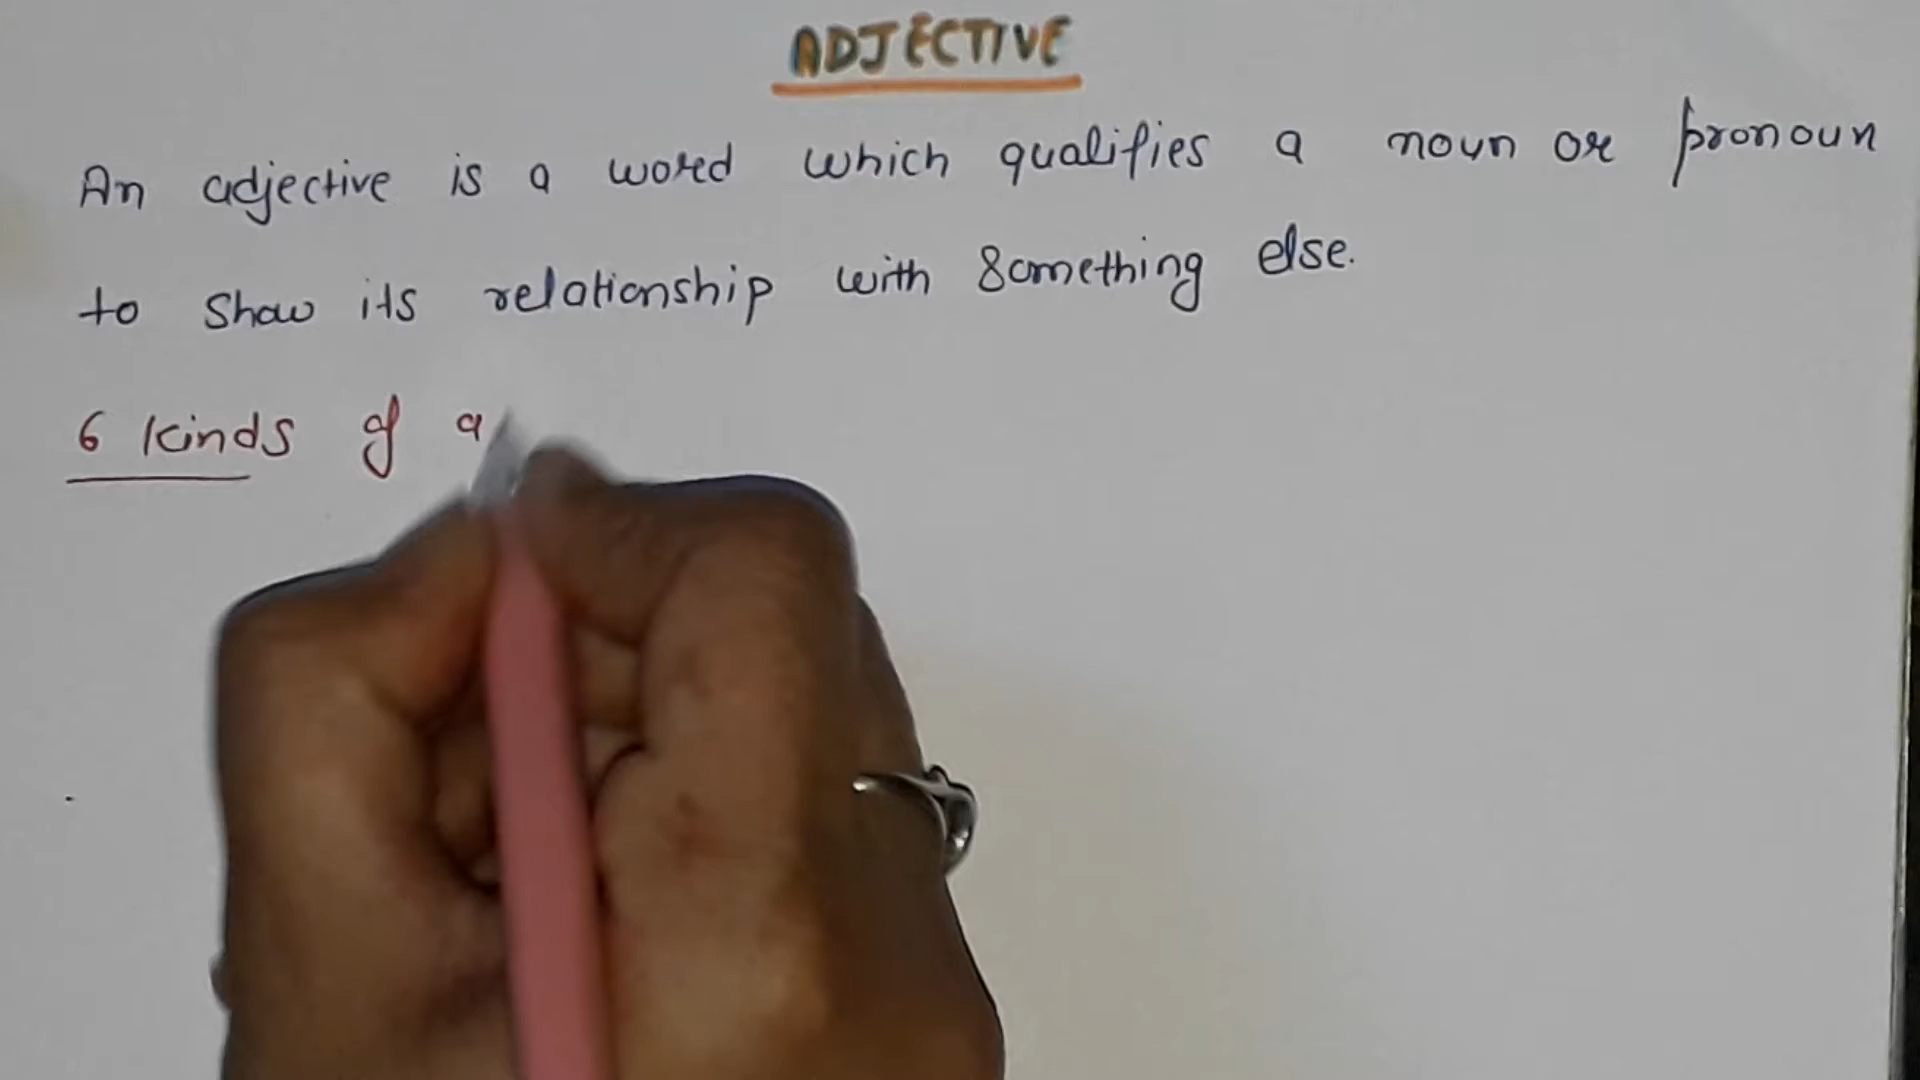 ADJECTIVE
An adjective is a word which qualifies a noun or pronoun
to show its relationship with Something else.
6 kinds of a